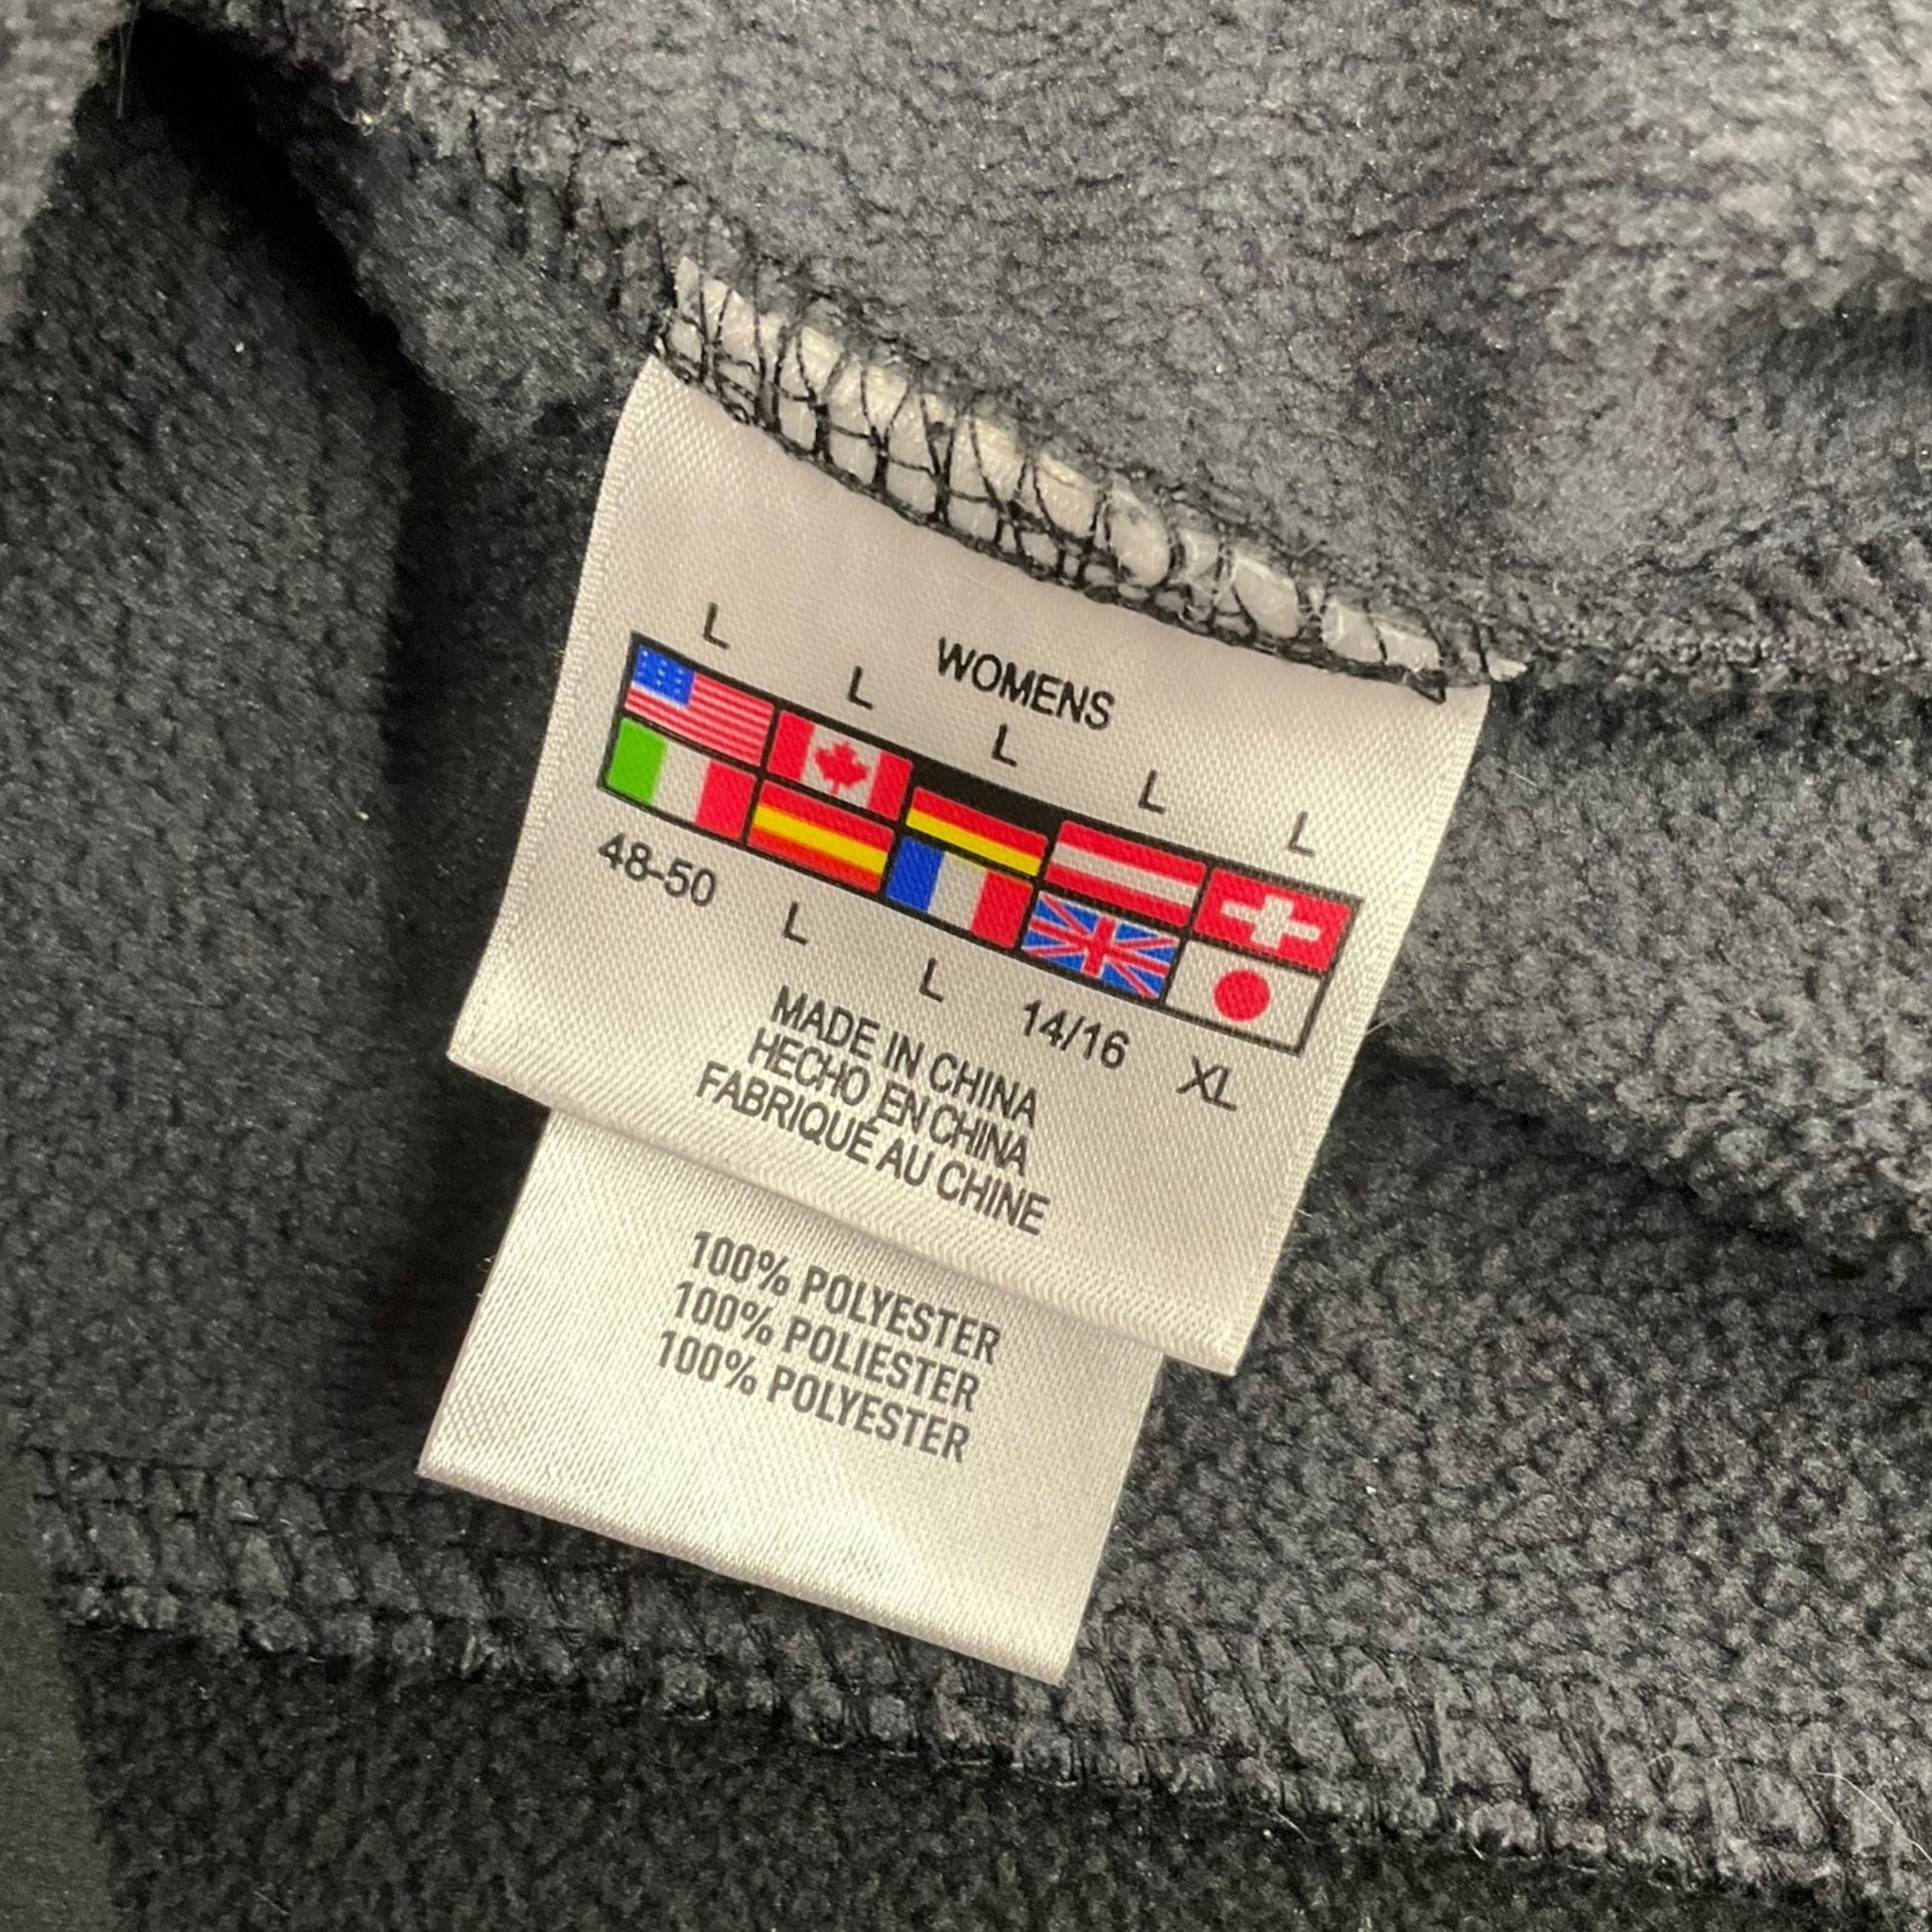 WOMENS
L L L L L
48-50 L L 14/16 XL
MADE IN CHINA
HECHO EN CHINA
FABRIQUÉ AU CHINE
100% POLYESTER
100% POLIESTER
100% POLYESTER